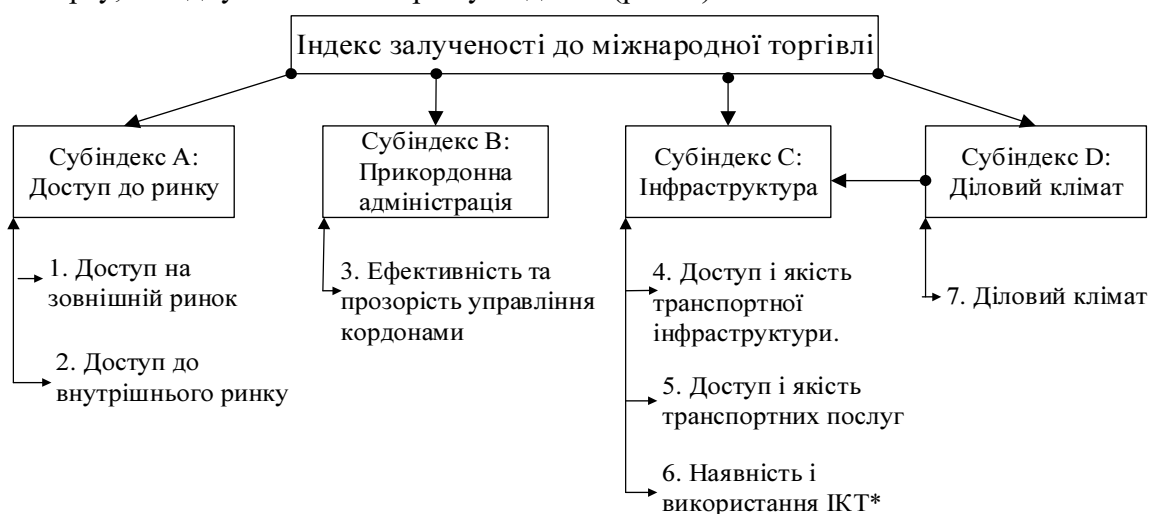 Індекс залученості до міжнародної торгівлі
Субіндекс A:
Доступ до ринку
Субіндекс B:
Прикордонна
адміністрація
Субіндекс C:
Інфраструктура
Субіндекс D:
Діловий клімат
1. Доступ на
зовнішній ринок
2. Доступ до
внутрішнього ринку
3. Ефективність та
прозорість управління
кордонами
4. Доступ і якість
транспортної
інфраструктури.
5. Доступ і якість
транспортних послуг
6. Наявність і
використання ІКТ*
7. Діловий клімат